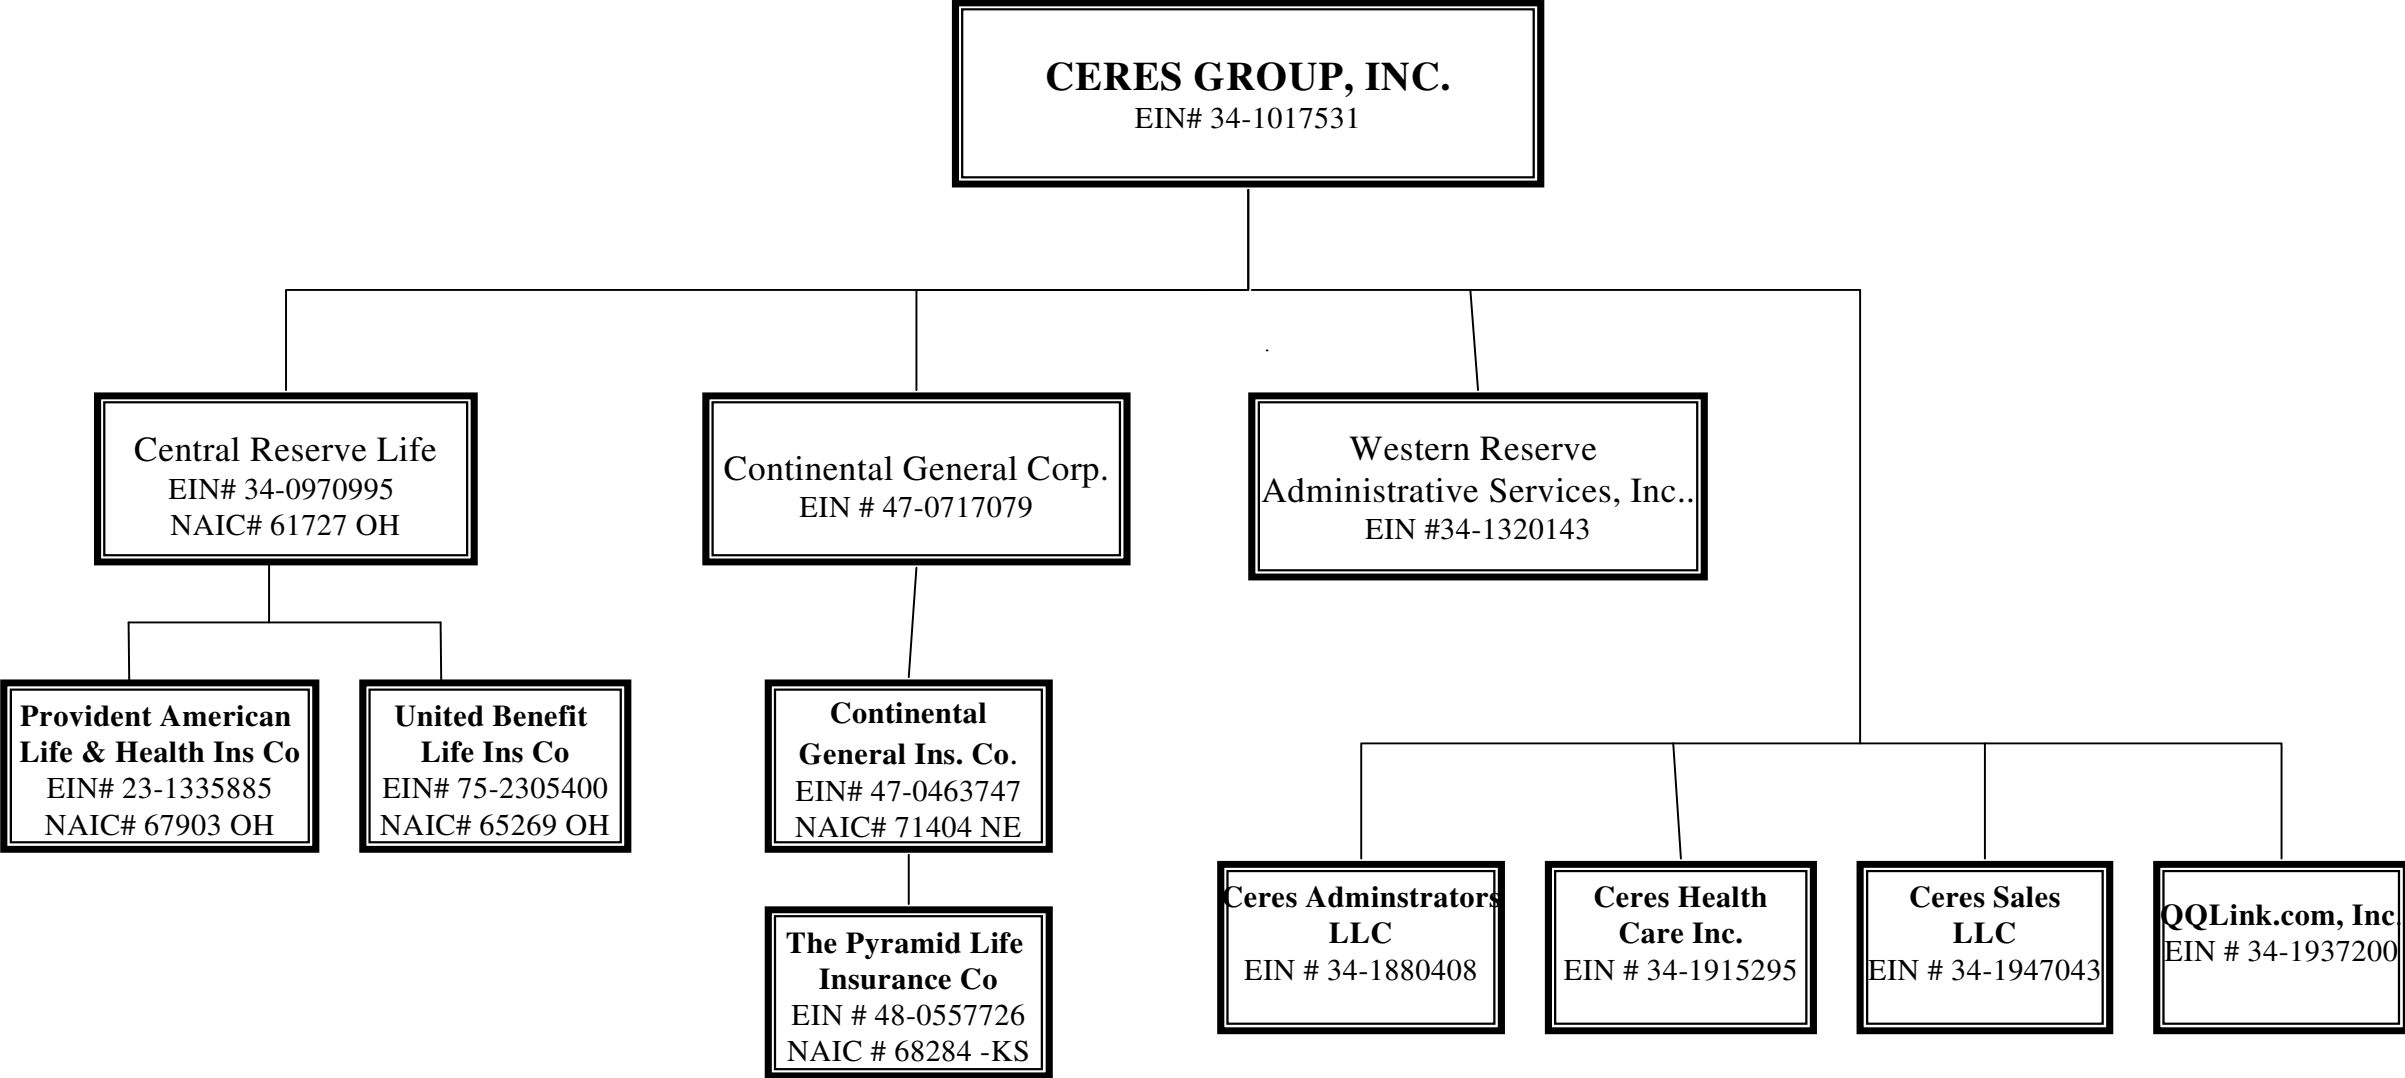 CERES GROUP, INC.
EIN# 34-1017531
Central Reserve Life
EIN# 34-0970995
NAIC# 61727 OH
Continental General Corp.
EIN # 47-0717079
Western Reserve
Administrative Services, Inc..
EIN #34-1320143
Provident American
Life & Health Ins Co
EIN# 23-1335885
NAIC# 67903 OH
United Benefit
Life Ins Co
EIN# 75-2305400
NAIC# 65269 OH
Continental
General Ins. Co.
EIN# 47-0463747
NAIC# 71404 NE
The Pyramid Life
Insurance Co
EIN # 48-0557726
NAIC # 68284 -KS
Ceres Adminstrators
LLC
EIN # 34-1880408
Ceres Health
Care Inc.
EIN # 34-1915295
Ceres Sales
LLC
EIN # 34-1947043
QQLink.com, Inc.
EIN # 34-1937200